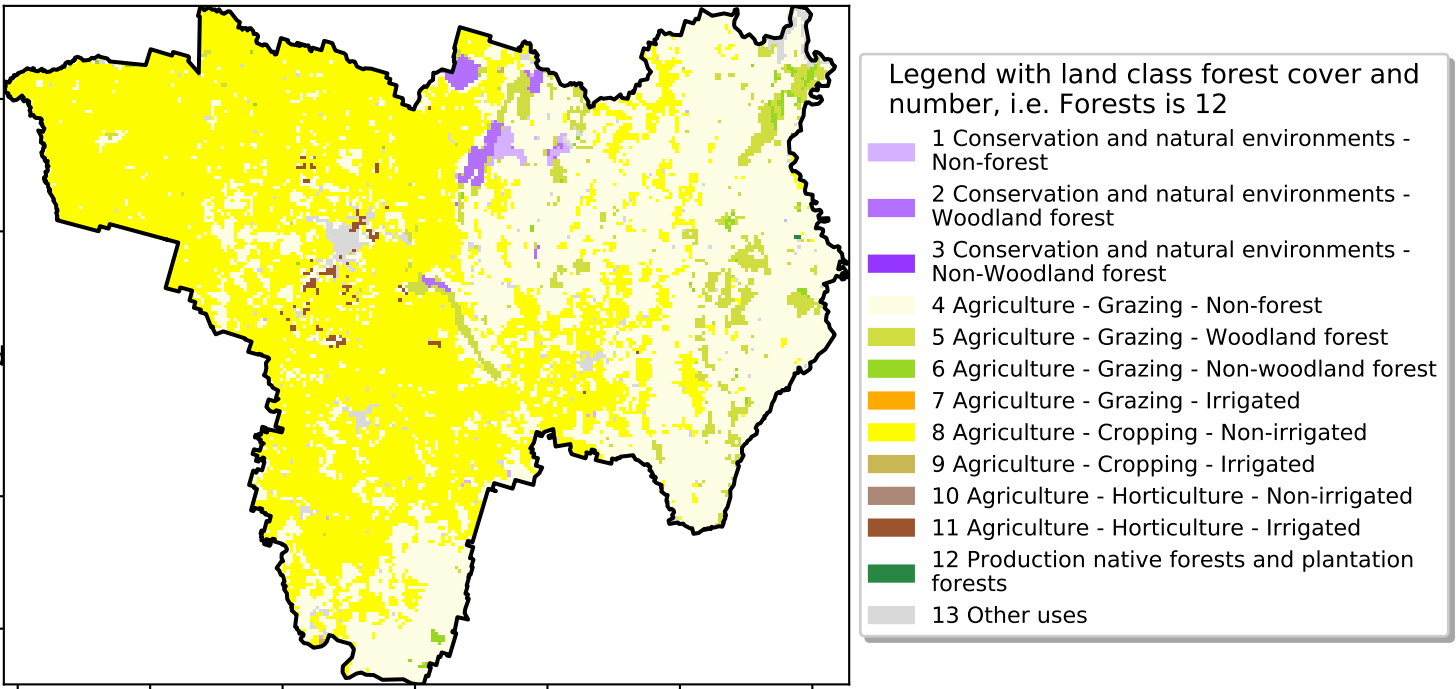 Legend with land class forest cover and
number, i.e. Forests is 12
1 Conservation and natural environments -
Non-forest
2 Conservation and natural environments -
Woodland forest
3 Conservation and natural environments -
Non-Woodland forest
4 Agriculture - Grazing - Non-forest
5 Agriculture - Grazing - Woodland forest
6 Agriculture - Grazing - Non-woodland forest
7 Agriculture - Grazing - Irrigated
8 Agriculture - Cropping - Non-irrigated
9 Agriculture - Cropping - Irrigated
10 Agriculture - Horticulture - Non-irrigated
11 Agriculture - Horticulture - Irrigated
12 Production native forests and plantation
forests
13 Other uses